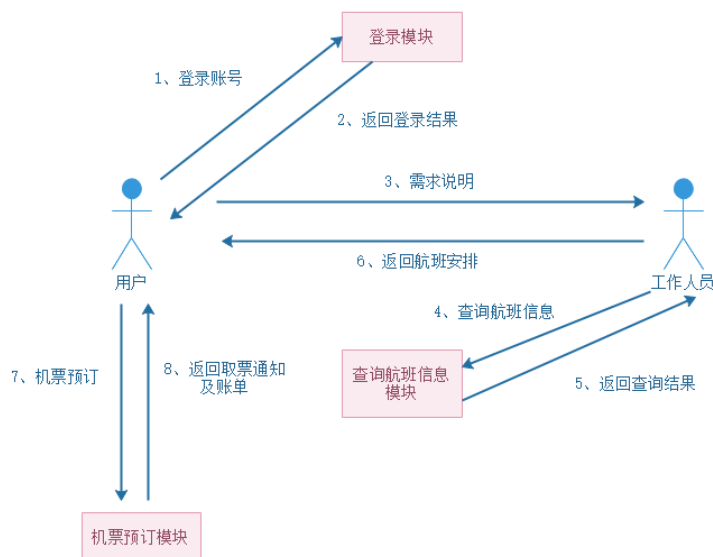 登录模块
1、登录账号
2、返回登录结果
3、需求说明
6、返回航班安排
用户
工作人员
4、查询航班信息
查询航班信息
模块
5、返回查询结果
7、机票预订
8、返回取票通知
及账单
机票预订模块